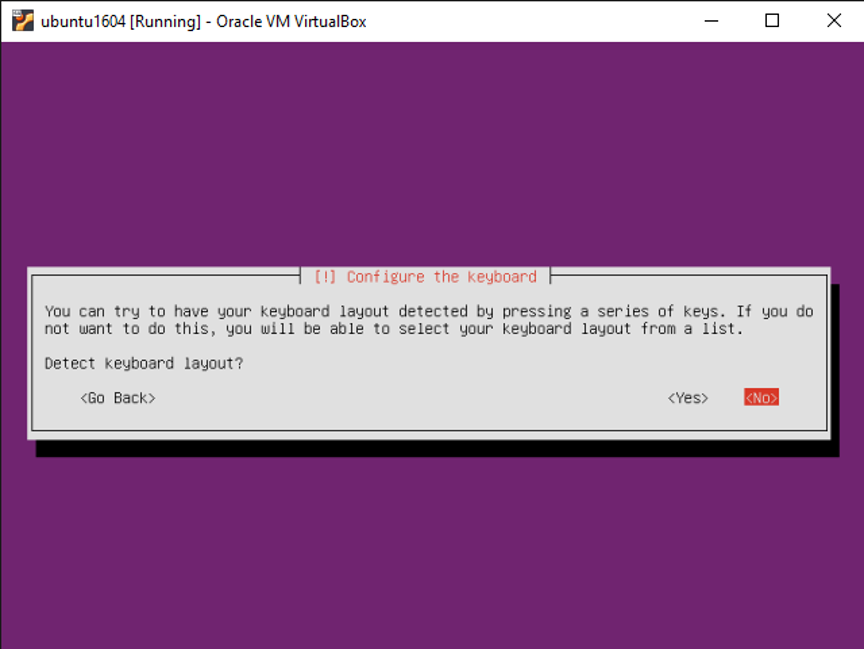 ubuntu1604 [Running] - Oracle VM VirtualBox
[!] Configure the keyboard
You can try to have your keyboard layout detected by pressing a series of keys. If you do
not want to do this, you will be able to select your keyboard layout from a list.
Detect keyboard layout?
<Go Back> <Yes> <No>